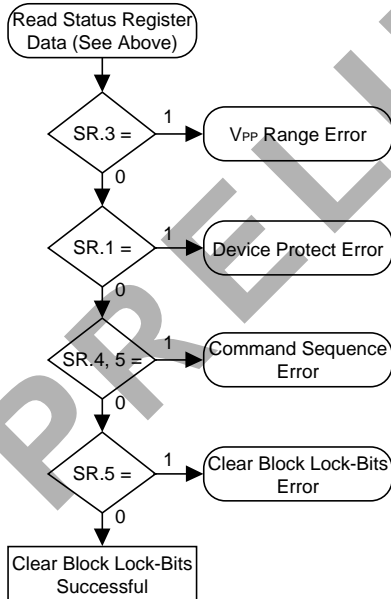 Read Status Register
Data (See Above)
SR.3 =
1
VPP Range Error
0
SR.1 =
1
Device Protect Error
0
SR.4, 5 =
1
Command Sequence
Error
0
SR.5 =
1
Clear Block Lock-Bits
Error
0
Clear Block Lock-Bits
Successful
PRELI